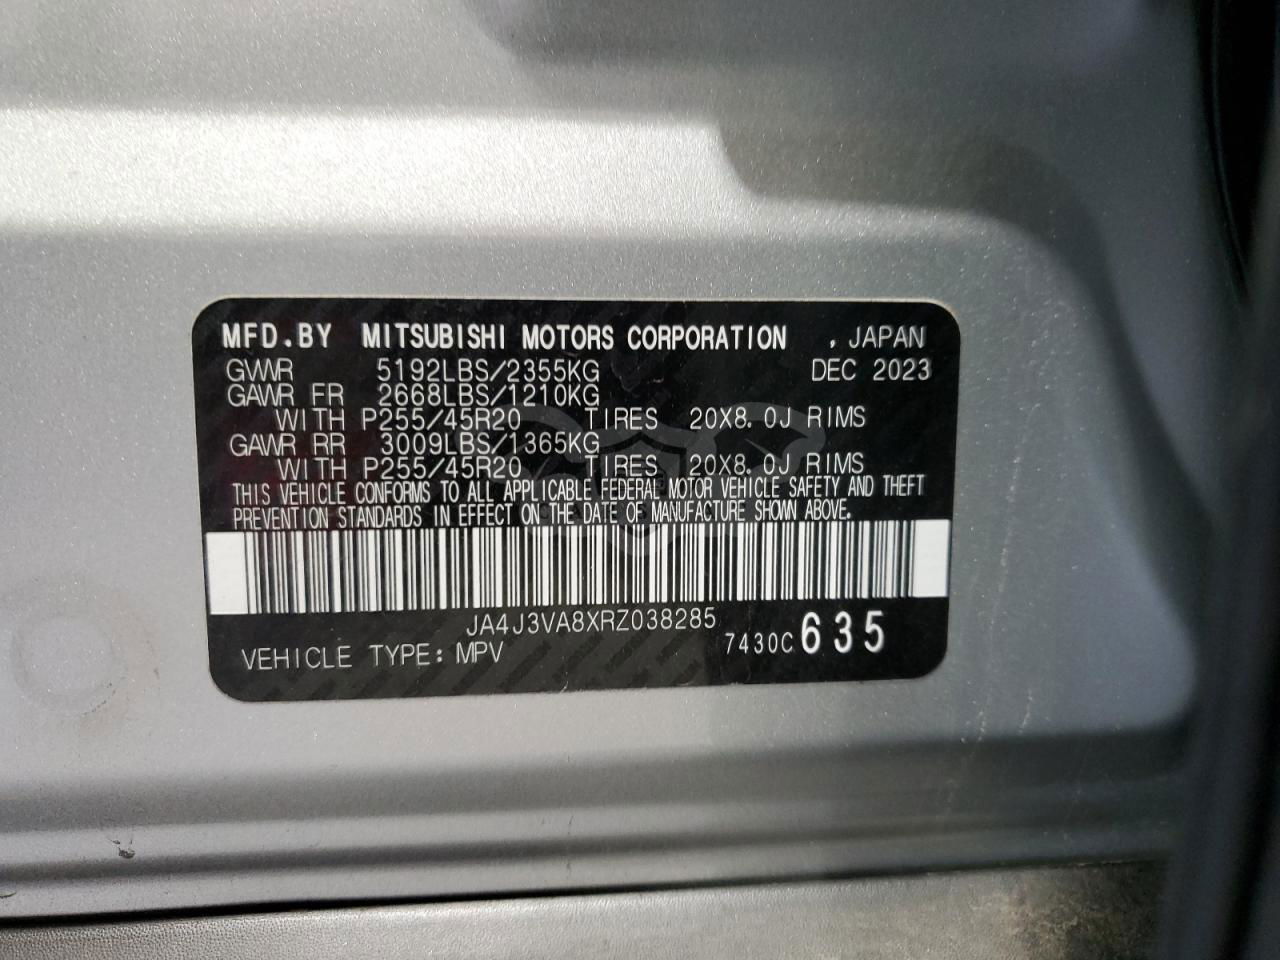 MFD.BY MITSUBISHI MOTORS CORPORATION , JAPAN
GVWR 5192LBS/2355KG DEC 2023
GAWR FR 2668LBS/1210KG
WITH P255/45R20 TIRES 20X8.0J RIMS
GAWR RR 3009LBS/1365KG
WITH P255/45R20 TIRES 20X8.0J RIMS
THIS VEHICLE CONFORMS TO ALL APPLICABLE FEDERAL MOTOR VEHICLE SAFETY AND THEFT
PREVENTION STANDARDS IN EFFECT ON THE DATE OF MANUFACTURE SHOWN ABOVE.
JA4J3VA8XRZ038285
VEHICLE TYPE: MPV 7430C 635